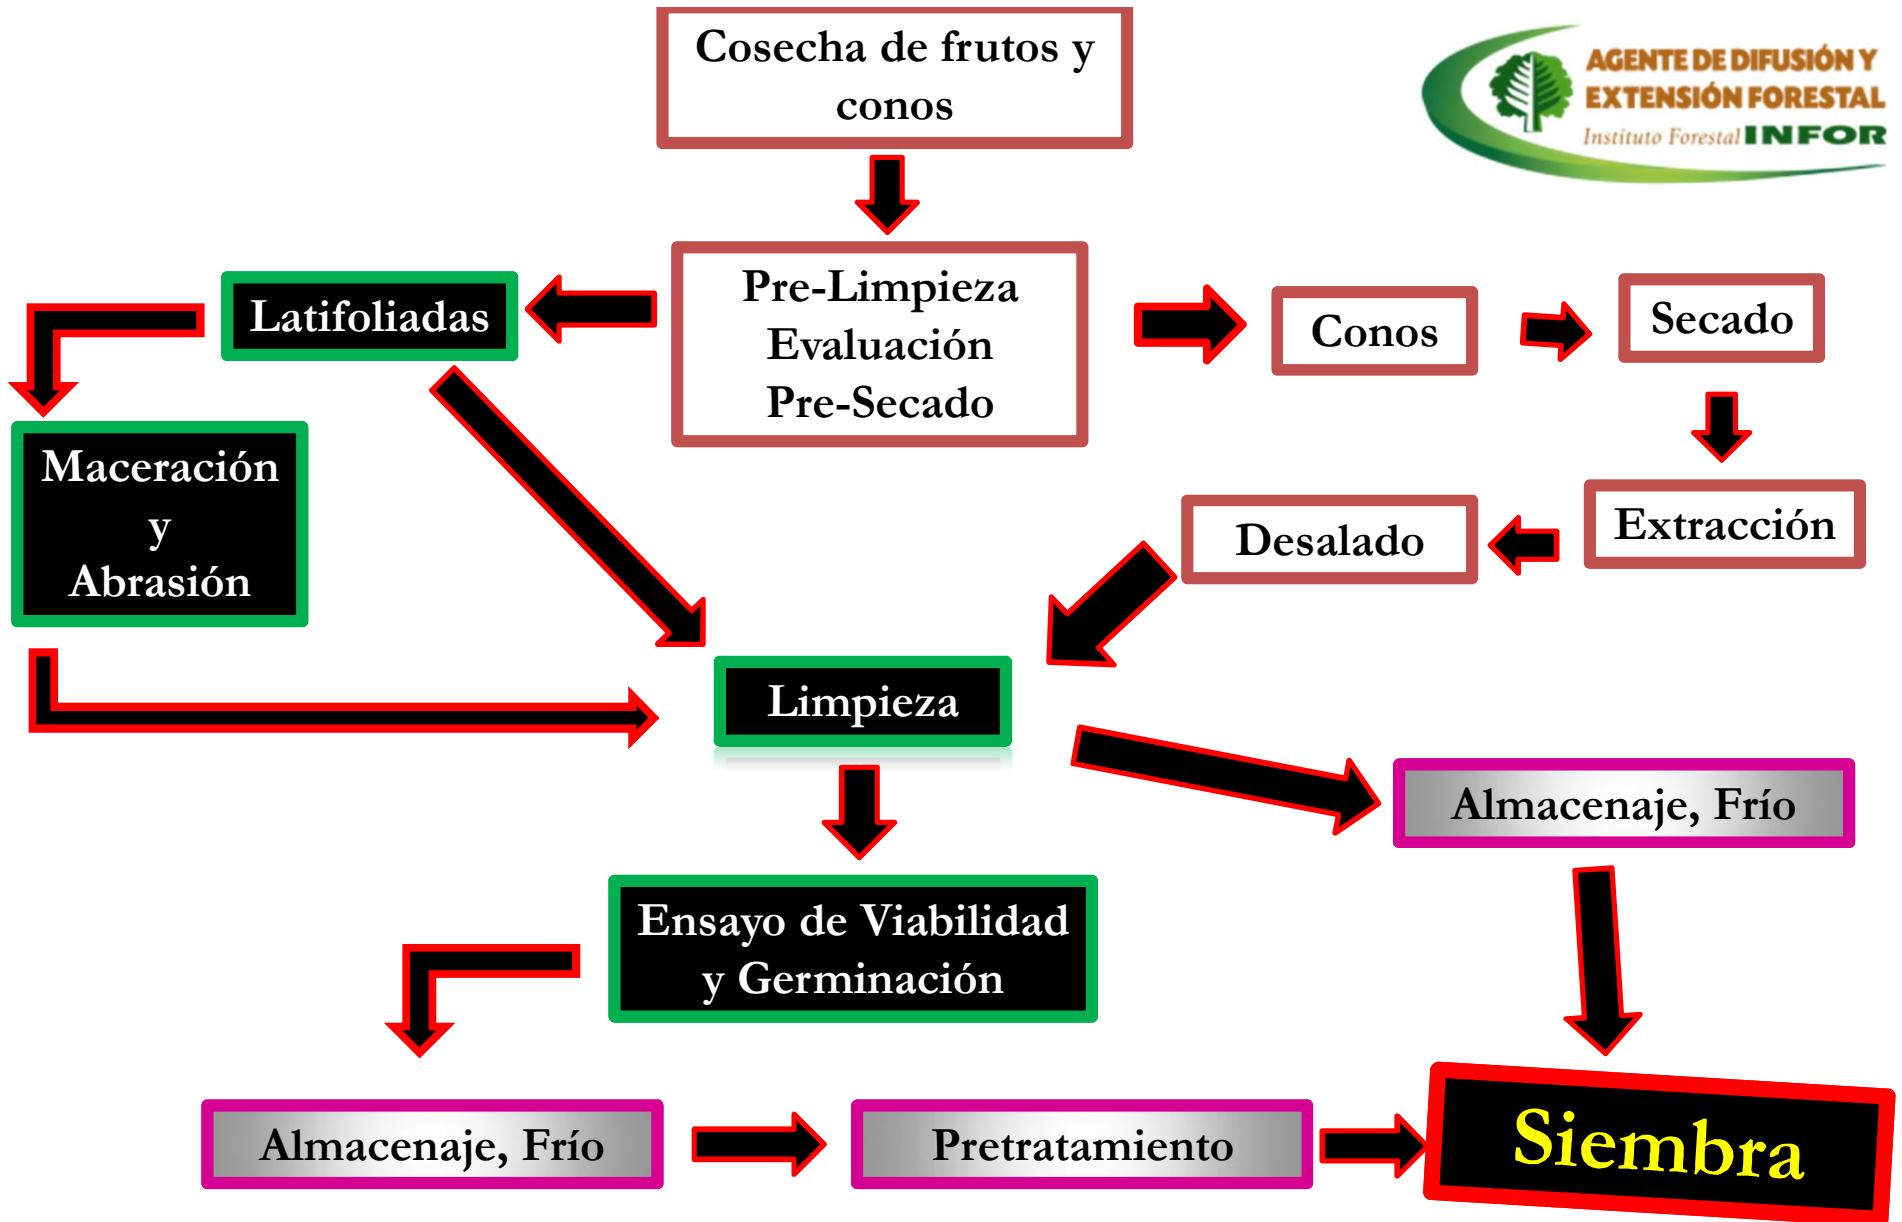 Cosecha de frutos y
conos
AGENTE DE DIFUSIÓN Y
EXTENSIÓN FORESTAL
Instituto Forestal INFOR
Latifoliadas
Pre-Limpieza
Evaluación
Pre-Secado
Conos
Secado
Maceración
y
Abrasión
Desalado
Extracción
Limpieza
Almacenaje, Frío
Ensayo de Viabilidad
y Germinación
Almacenaje, Frío
Pretratamiento
Siembra